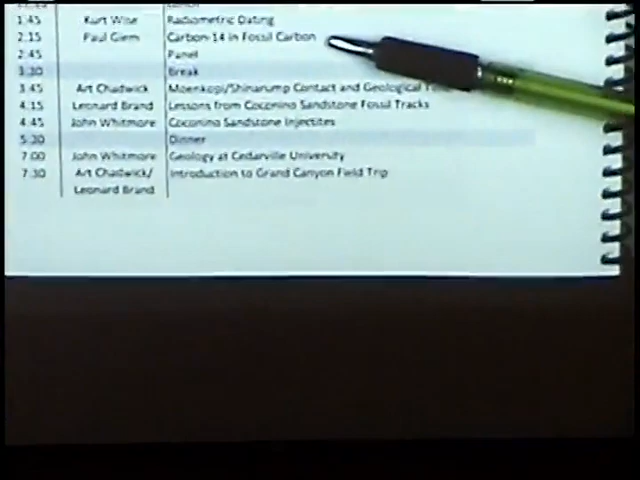 1:45 Kurt Wise Radiometric Dating
2:15 Paul Giem Carbon-14 in Fossil Carbon
2:45 Panel
3:30 Break
3:45 Art Chadwick Moenkopi/Shinarump Contact and Geological
4:15 Leonard Brand Lessons from Coconino Sandstone Fossil Tracks
4:45 John Whitmore Coconino Sandstone Injectites
5:30 Dinner
7:00 John Whitmore Geology at Cedarville University
7:30 Art Chadwick/ Introduction to Grand Canyon Field Trip
Leonard Brand